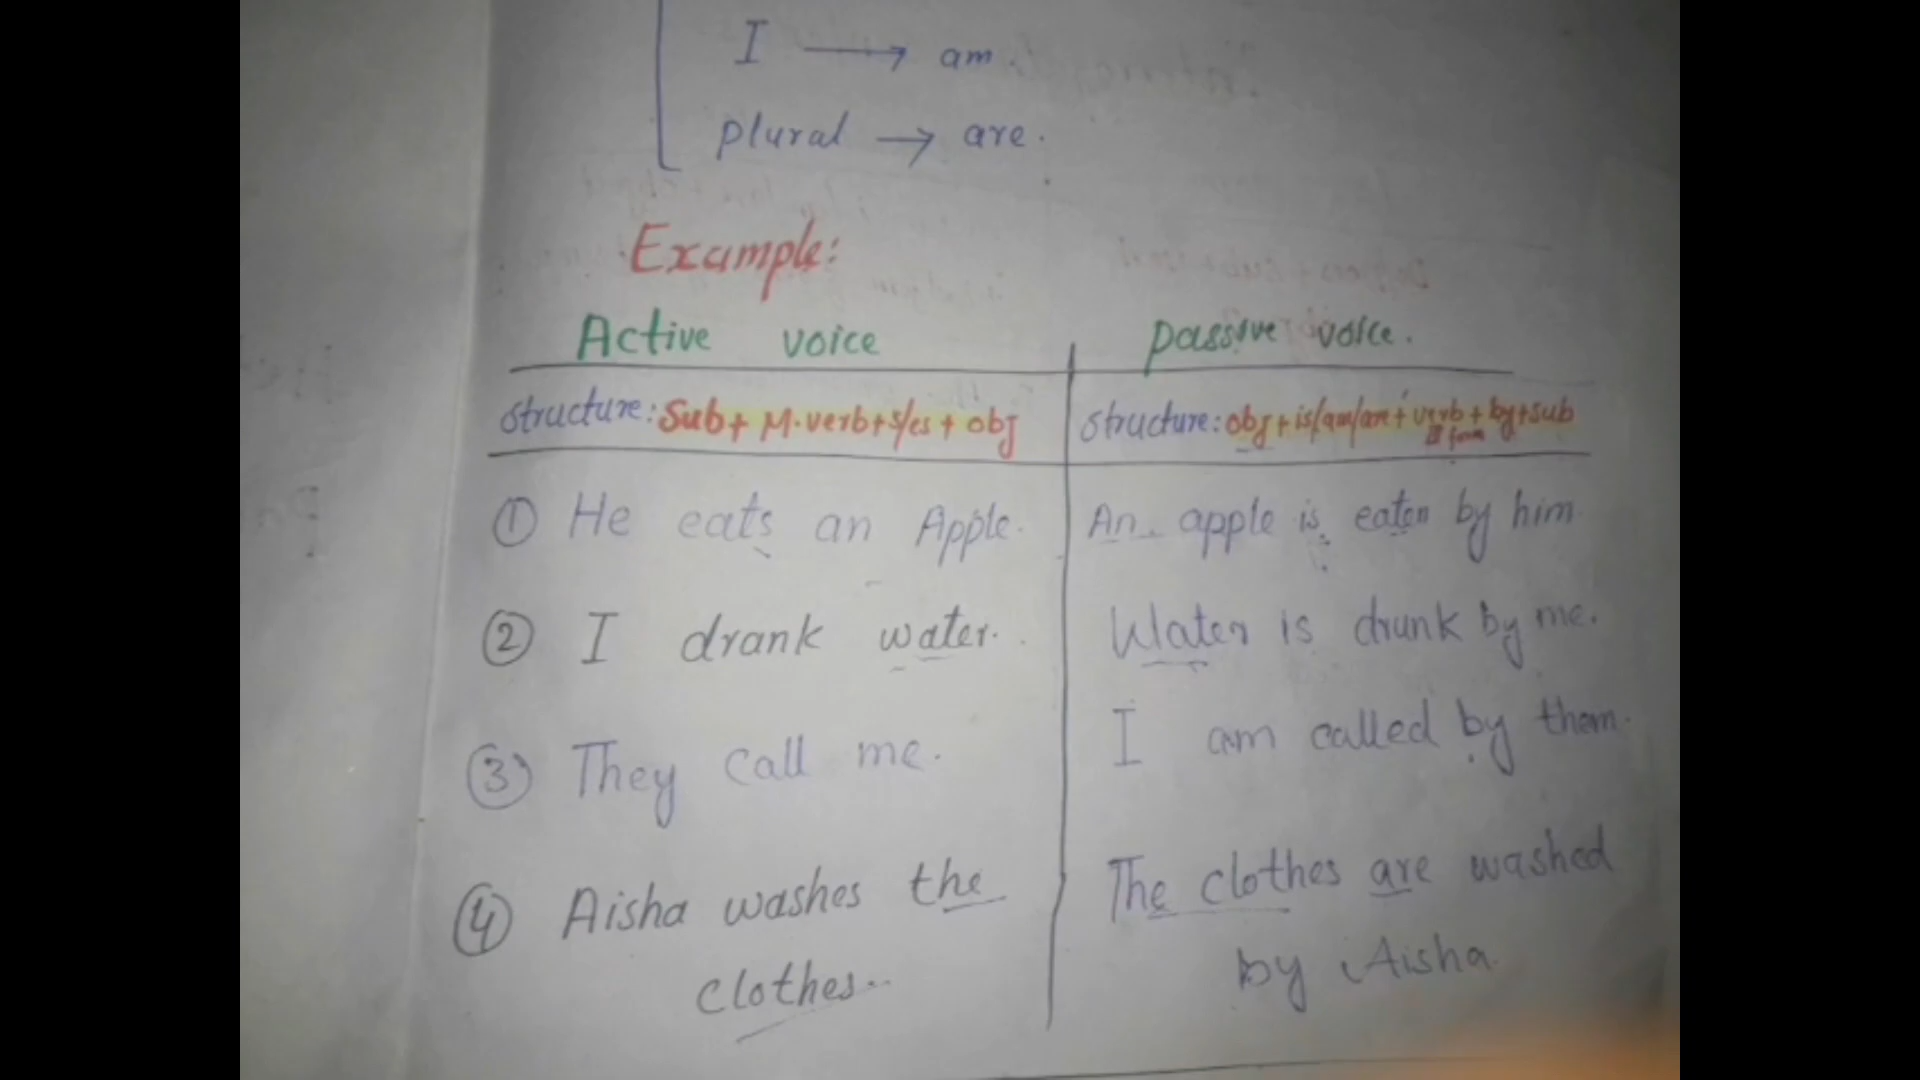 I → am.
plural → are.
Example:
Active voice
passive voice.
structure: Sub + M.verb+s/es + obj
structure: obj + is/am/are + verb + by + sub
III form
① He eats an Apple.
An apple is eaten by him.
② I drank water.
Water is drunk by me.
③ They call me.
I am called by them.
④ Aisha washes the
clothes..
The clothes are washed
by Aisha.